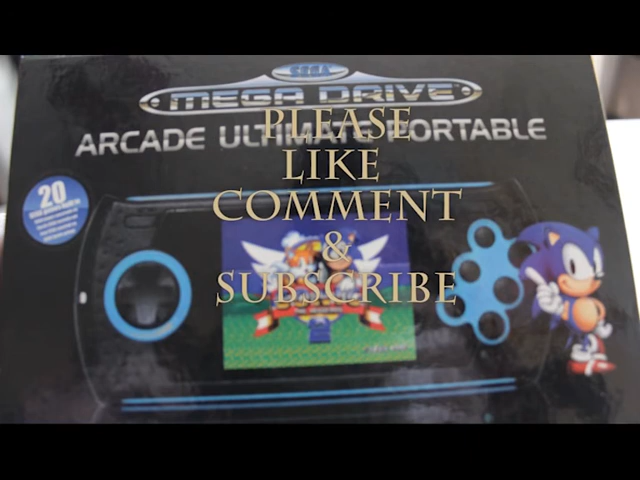 SEGA
MEGA DRIVE
ARCADE ULTIMATE PORTABLE
PLEASE
LIKE
COMMENT
&
SUBSCRIBE
20